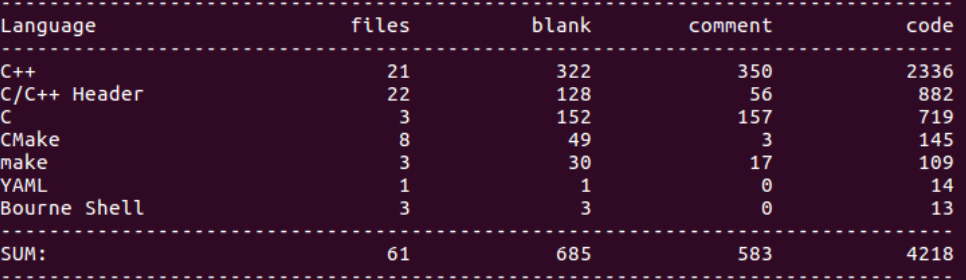 Language files blank comment code
C++ 21 322 350 2336
C/C++ Header 22 128 56 882
C 3 152 157 719
CMake 8 49 3 145
make 3 30 17 109
YAML 1 1 0 14
Bourne Shell 3 3 0 13
SUM: 61 685 583 4218